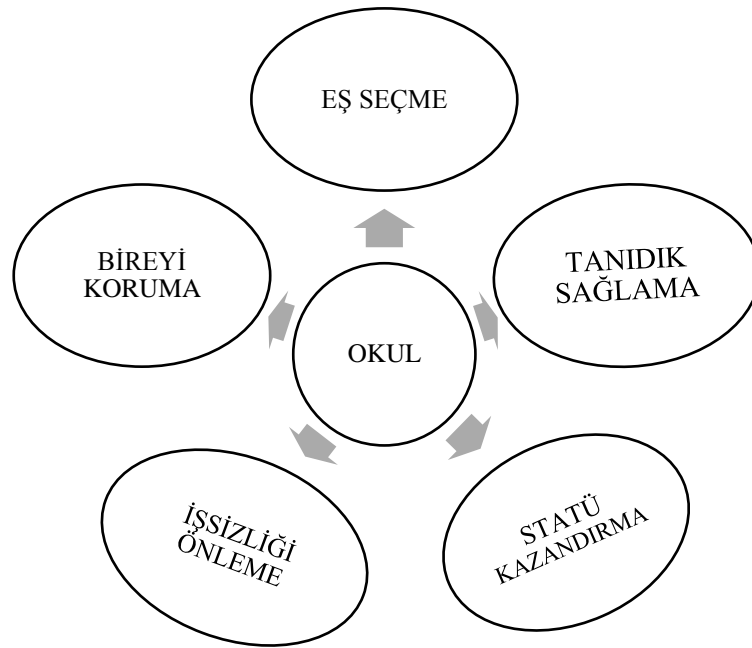 EŞ SEÇME
BİREYİ
KORUMA
TANIDIK
SAĞLAMA
OKUL
İŞSİZLİĞİ
ÖNLEME
STATÜ
KAZANDIRMA